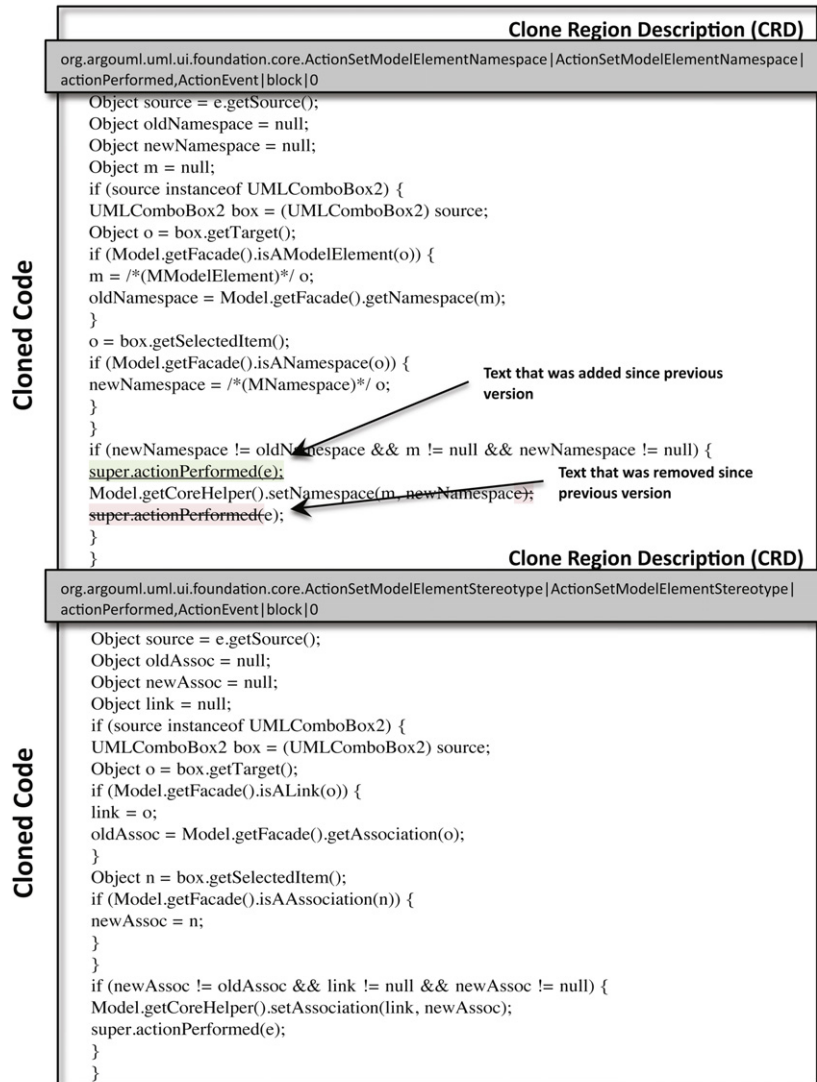 Clone Region Description (CRD)
org.argouml.uml.ui.foundation.core.ActionSetModelElementNamespace|ActionSetModelElementNamespace|
actionPerformed,ActionEvent|block|0
Cloned Code
Object source = e.getSource();
Object oldNamespace = null;
Object newNamespace = null;
Object m = null;
if (source instanceof UMLComboBox2) {
UMLComboBox2 box = (UMLComboBox2) source;
Object o = box.getTarget();
if (Model.getFacade().isAModelElement(o)) {
m = /*(MModelElement)*/ o;
oldNamespace = Model.getFacade().getNamespace(m);
}
o = box.getSelectedItem();
if (Model.getFacade().isANamespace(o)) {
newNamespace = /*(MNamespace)*/ o;
}
}
Text that was added since previous
version
if (newNamespace != oldNamespace && m != null && newNamespace != null) {
super.actionPerformed(e);
Model.getCoreHelper().setNamespace(m, newNamespace);
super.actionPerformed(e);
Text that was removed since
previous version
}
}
Clone Region Description (CRD)
org.argouml.uml.ui.foundation.core.ActionSetModelElementStereotype|ActionSetModelElementStereotype|
actionPerformed,ActionEvent|block|0
Cloned Code
Object source = e.getSource();
Object oldAssoc = null;
Object newAssoc = null;
Object link = null;
if (source instanceof UMLComboBox2) {
UMLComboBox2 box = (UMLComboBox2) source;
Object o = box.getTarget();
if (Model.getFacade().isALink(o)) {
link = o;
oldAssoc = Model.getFacade().getAssociation(o);
}
Object n = box.getSelectedItem();
if (Model.getFacade().isAAssociation(n)) {
newAssoc = n;
}
}
if (newAssoc != oldAssoc && link != null && newAssoc != null) {
Model.getCoreHelper().setAssociation(link, newAssoc);
super.actionPerformed(e);
}
}